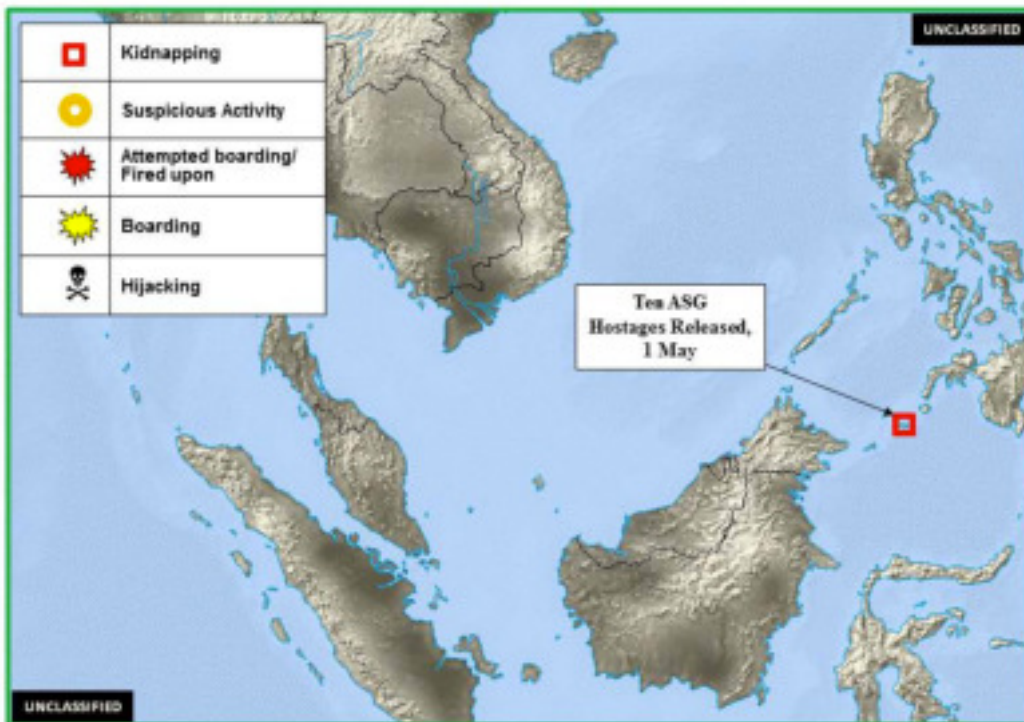 UNCLASSIFIED
Kidnapping
Suspicious Activity
Attempted boarding/
Fired upon
Boarding
Hijacking
Ten ASG
Hostages Released,
1 May
UNCLASSIFIED